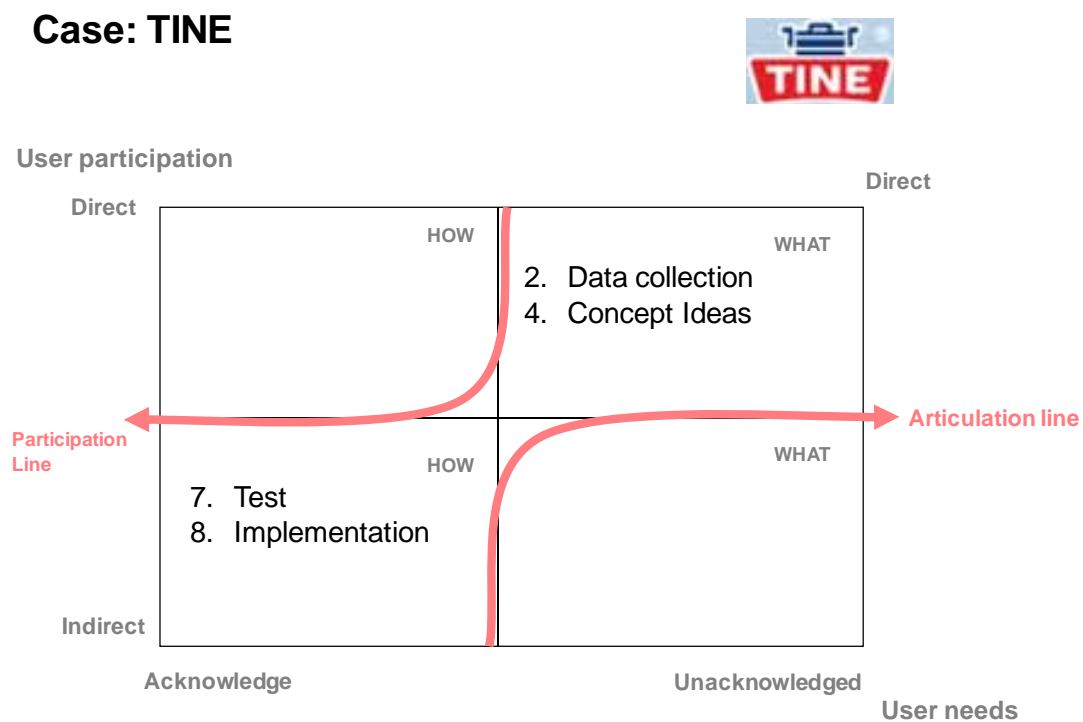 Case: TINE
TINE
User participation
Direct
Direct
HOW
WHAT
2. Data collection
4. Concept Ideas
Participation
Line
Articulation line
HOW
WHAT
7. Test
8. Implementation
Indirect
Acknowledge
Unacknowledged
User needs